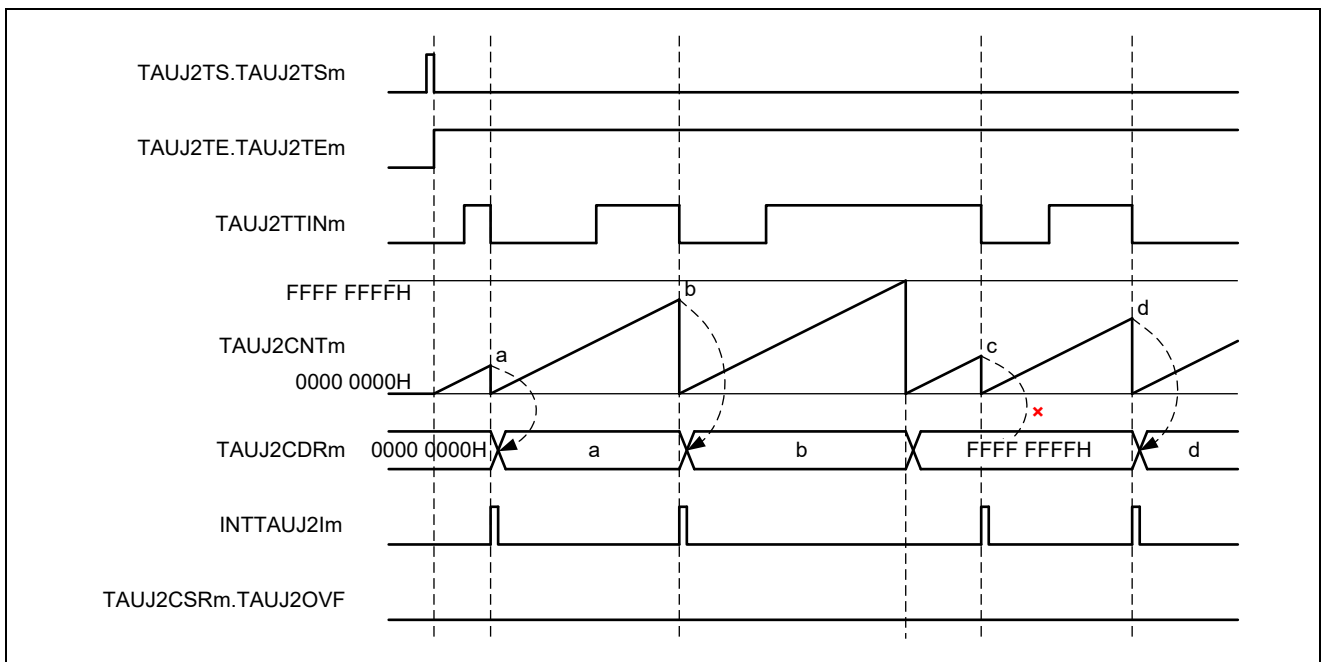 TAUJ2TS.TAUJ2TSm
TAUJ2TE.TAUJ2TEm
TAUJ2TTINm
FFFF FFFFH
b
d
TAUJ2CNTm
a
c
0000 0000H
TAUJ2CDRm
0000 0000H
a
b
FFFF FFFFH
d
INTTAUJ2Im
TAUJ2CSRm.TAUJ2OVF